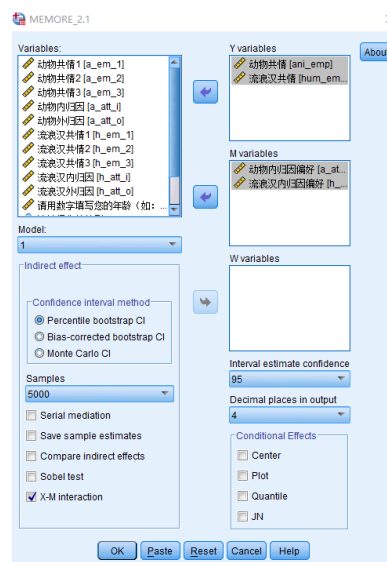 MEMORE_2.1
Variables:
动物共情1 [a_em_1]
动物共情2 [a_em_2]
动物共情3 [a_em_3]
动物内归因 [a_att_i]
动物外归因 [a_att_o]
流浪汉共情1 [h_em_1]
流浪汉共情2 [h_em_2]
流浪汉共情3 [h_em_3]
流浪汉内归因 [h_att_i]
流浪汉外归因 [h_att_o]
请用数字填写您的年龄（如：...
Model:
1
Indirect effect
Confidence interval method
Percentile bootstrap CI
Bias-corrected bootstrap CI
Monte Carlo CI
Samples
5000
Serial mediation
Save sample estimates
Compare indirect effects
Sobel test
X-M interaction
Y variables
动物共情 [ani_emp]
流浪汉共情 [hum_em...
M variables
动物内归因偏好 [a_at...
流浪汉内归因偏好 [h_...
W variables
Interval estimate confidence
95
Decimal places in output
4
Conditional Effects
Center
Plot
Quantile
JN
About
OK
Paste
Reset
Cancel
Help